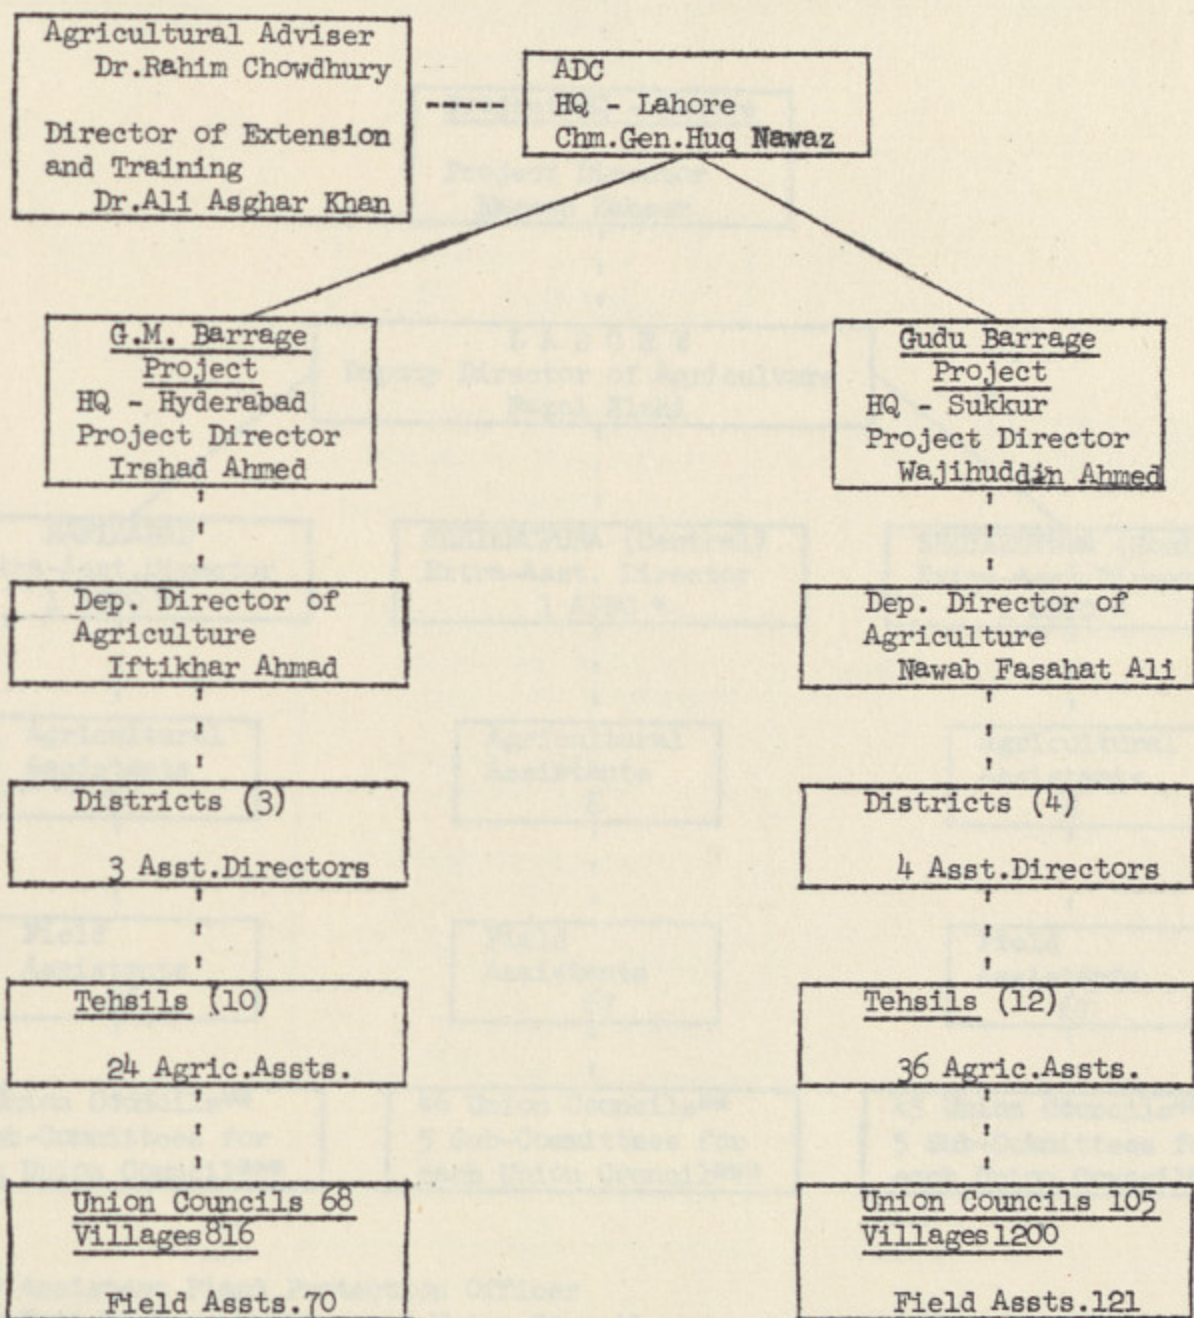 Agricultural Adviser
Dr.Rahim Chowdhury
Director of Extension
and Training
Dr.Ali Asghar Khan
ADC
HQ - Lahore
Chm.Gen.Huq Nawaz
G.M. Barrage
Project
HQ - Hyderabad
Project Director
Irshad Ahmed
Gudu Barrage
Project
HQ - Sukkur
Project Director
Wajihuddin Ahmed
Dep. Director of
Agriculture
Iftikhar Ahmad
Dep. Director of
Agriculture
Nawab Fasahat Ali
Districts (3)
3 Asst.Directors
Districts (4)
4 Asst.Directors
Tehsils (10)
24 Agric.Assts.
Tehsils (12)
36 Agric.Assts.
Union Councils 68
Villages 816
Field Assts.70
Union Councils 105
Villages 1200
Field Assts.121